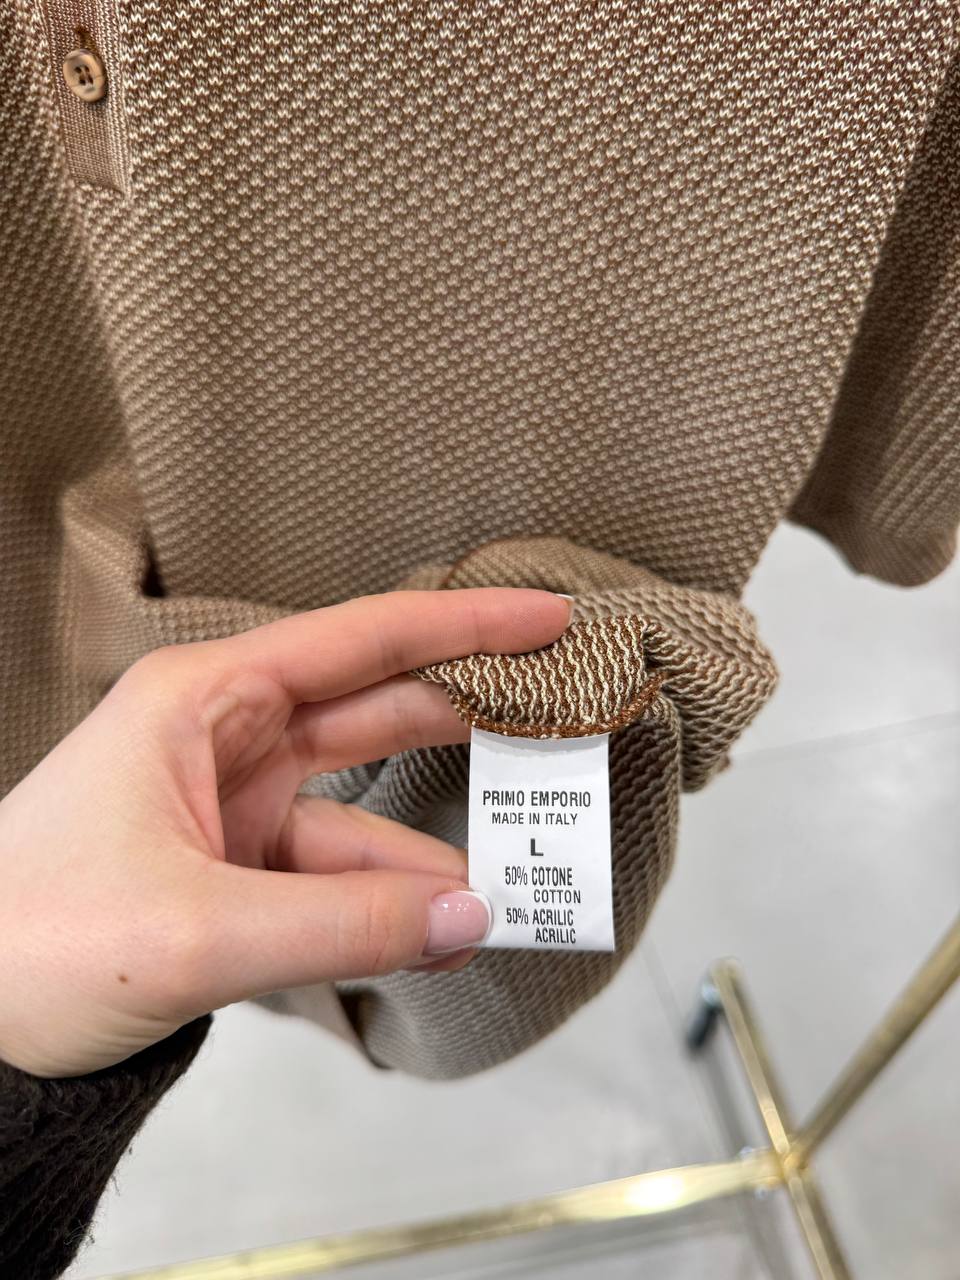 PRIMO EMPORIO
MADE IN ITALY
L
50% COTONE
COTTON
50% ACRILIC
ACRILIC